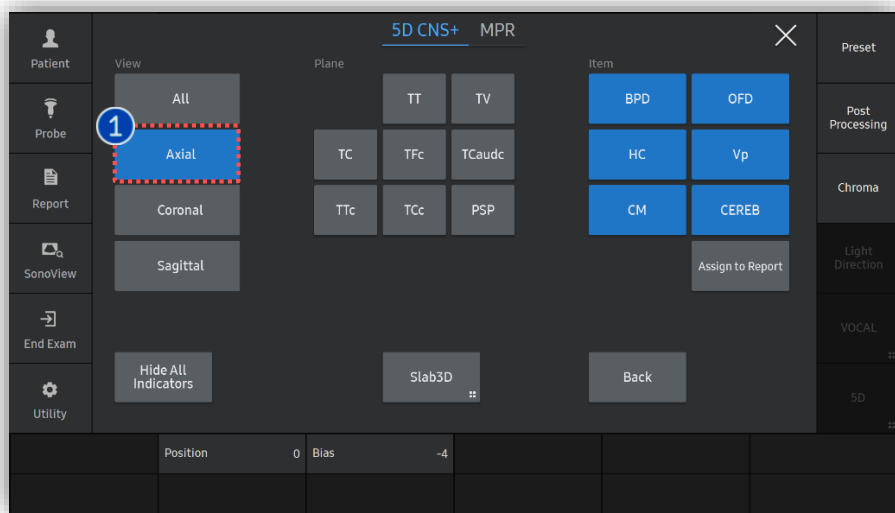 5D CNS+ MPR
Patient
Probe
Report
SonoView
End Exam
Utility
View
All
1
Axial
Coronal
Sagittal
Hide All
Indicators
Plane
TT TV
TC TFc TCaudc
TTc TCc PSP
Slab3D
Item
BPD OFD
HC Vp
CM CEREB
Assign to Report
Back
Preset
Post
Processing
Chroma
Light
Direction
VOCAL
5D
Position 0 Bias -4